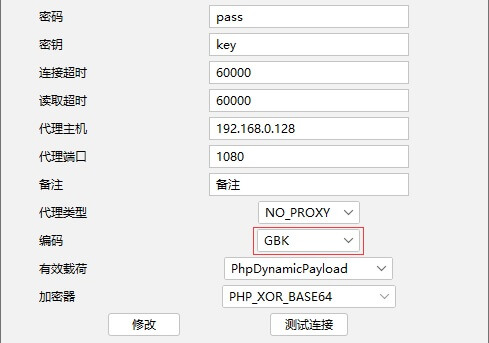 密码 pass
密钥 key
连接超时 60000
读取超时 60000
代理主机 192.168.0.128
代理端口 1080
备注 备注
代理类型 NO_PROXY
编码 GBK
有效载荷 PhpDynamicPayload
加密器 PHP_XOR_BASE64
修改 测试连接